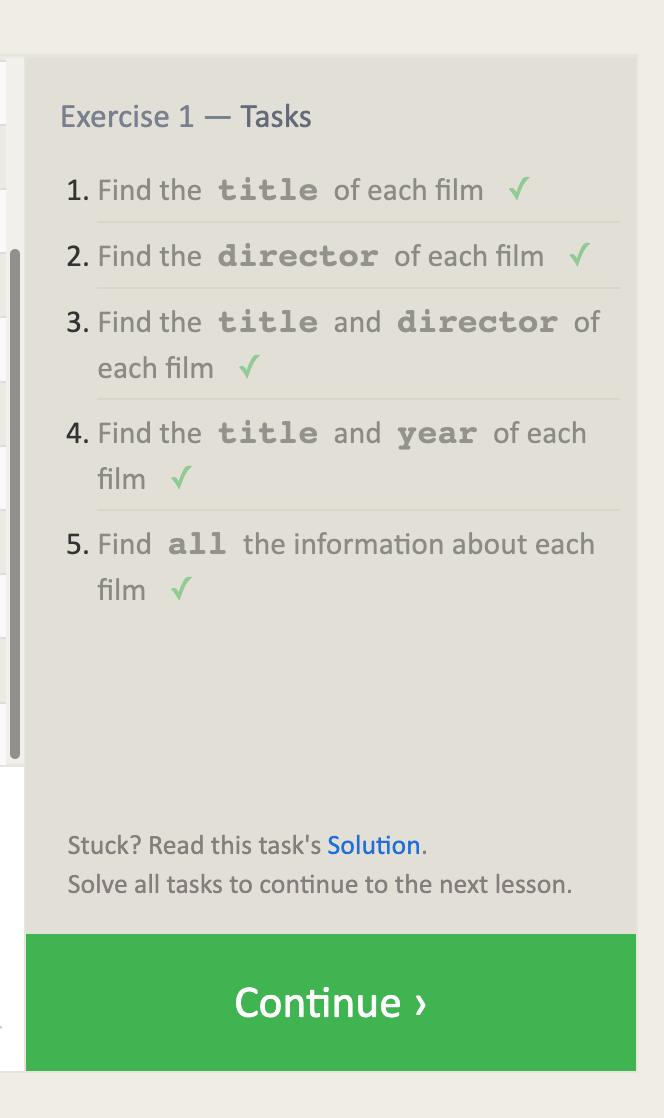 Exercise 1 — Tasks
1. Find the title of each film ✓
2. Find the director of each film ✓
3. Find the title and director of
each film ✓
4. Find the title and year of each
film ✓
5. Find all the information about each
film ✓
Stuck? Read this task's Solution.
Solve all tasks to continue to the next lesson.
Continue ›